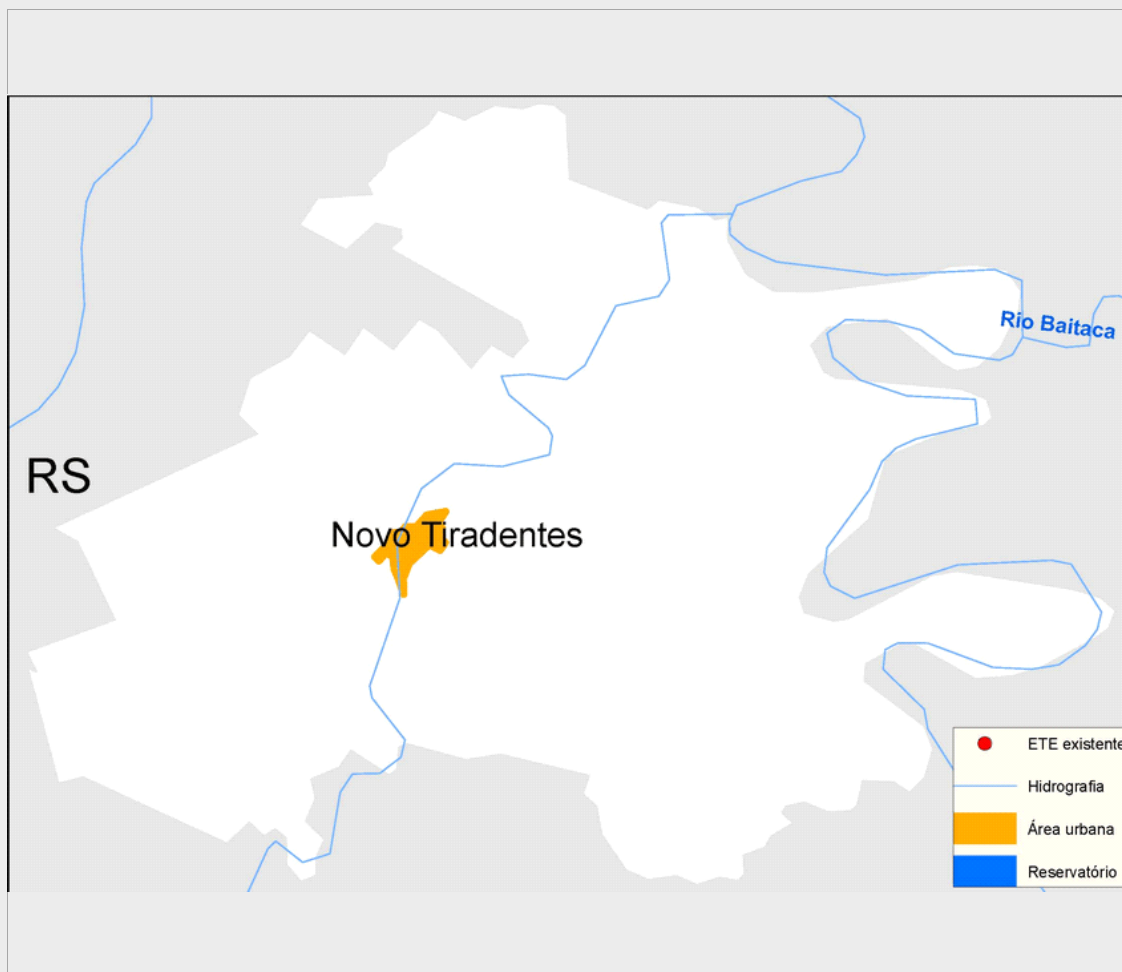 Rio Baitaca
RS
Novo Tiradentes
ETE existente
Hidrografia
Área urbana
Reservatório